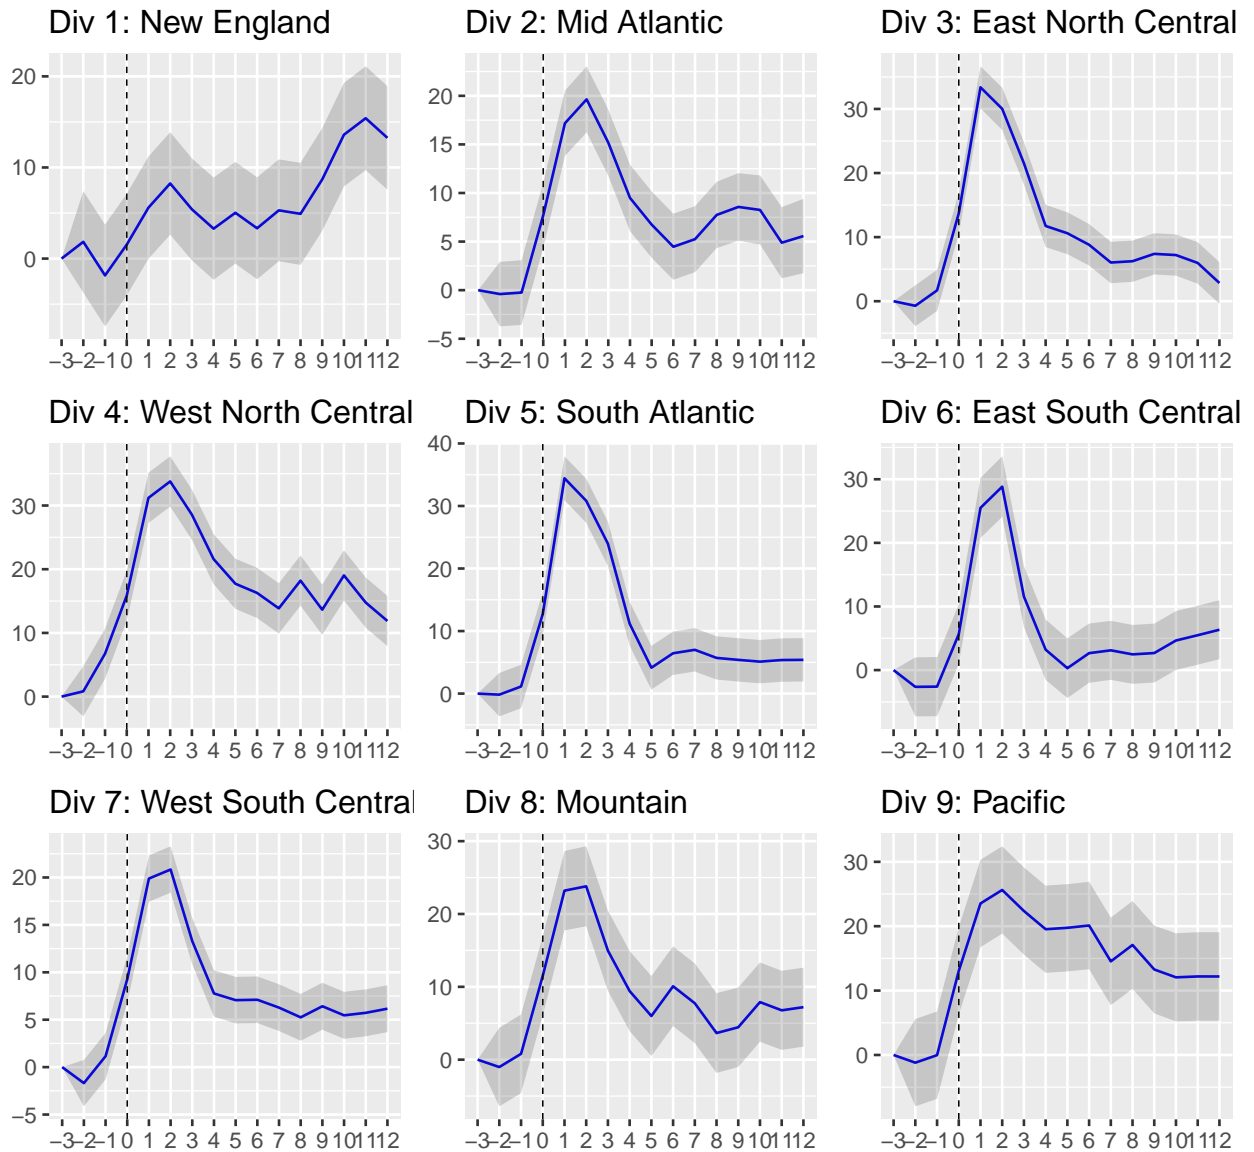 Div 1: New England
20
10
0
−3 −2 −1 0 1 2 3 4 5 6 7 8 9 10 11 12
Div 2: Mid Atlantic
20
15
10
5
0
−5
−3 −2 −1 0 1 2 3 4 5 6 7 8 9 10 11 12
Div 3: East North Central
30
20
10
0
−3 −2 −1 0 1 2 3 4 5 6 7 8 9 10 11 12
Div 4: West North Central
30
20
10
0
−3 −2 −1 0 1 2 3 4 5 6 7 8 9 10 11 12
Div 5: South Atlantic
40
30
20
10
0
−3 −2 −1 0 1 2 3 4 5 6 7 8 9 10 11 12
Div 6: East South Central
30
20
10
0
−3 −2 −1 0 1 2 3 4 5 6 7 8 9 10 11 12
Div 7: West South Central
20
15
10
5
0
−5
−3 −2 −1 0 1 2 3 4 5 6 7 8 9 10 11 12
Div 8: Mountain
30
20
10
0
−3 −2 −1 0 1 2 3 4 5 6 7 8 9 10 11 12
Div 9: Pacific
30
20
10
0
−3 −2 −1 0 1 2 3 4 5 6 7 8 9 10 11 12